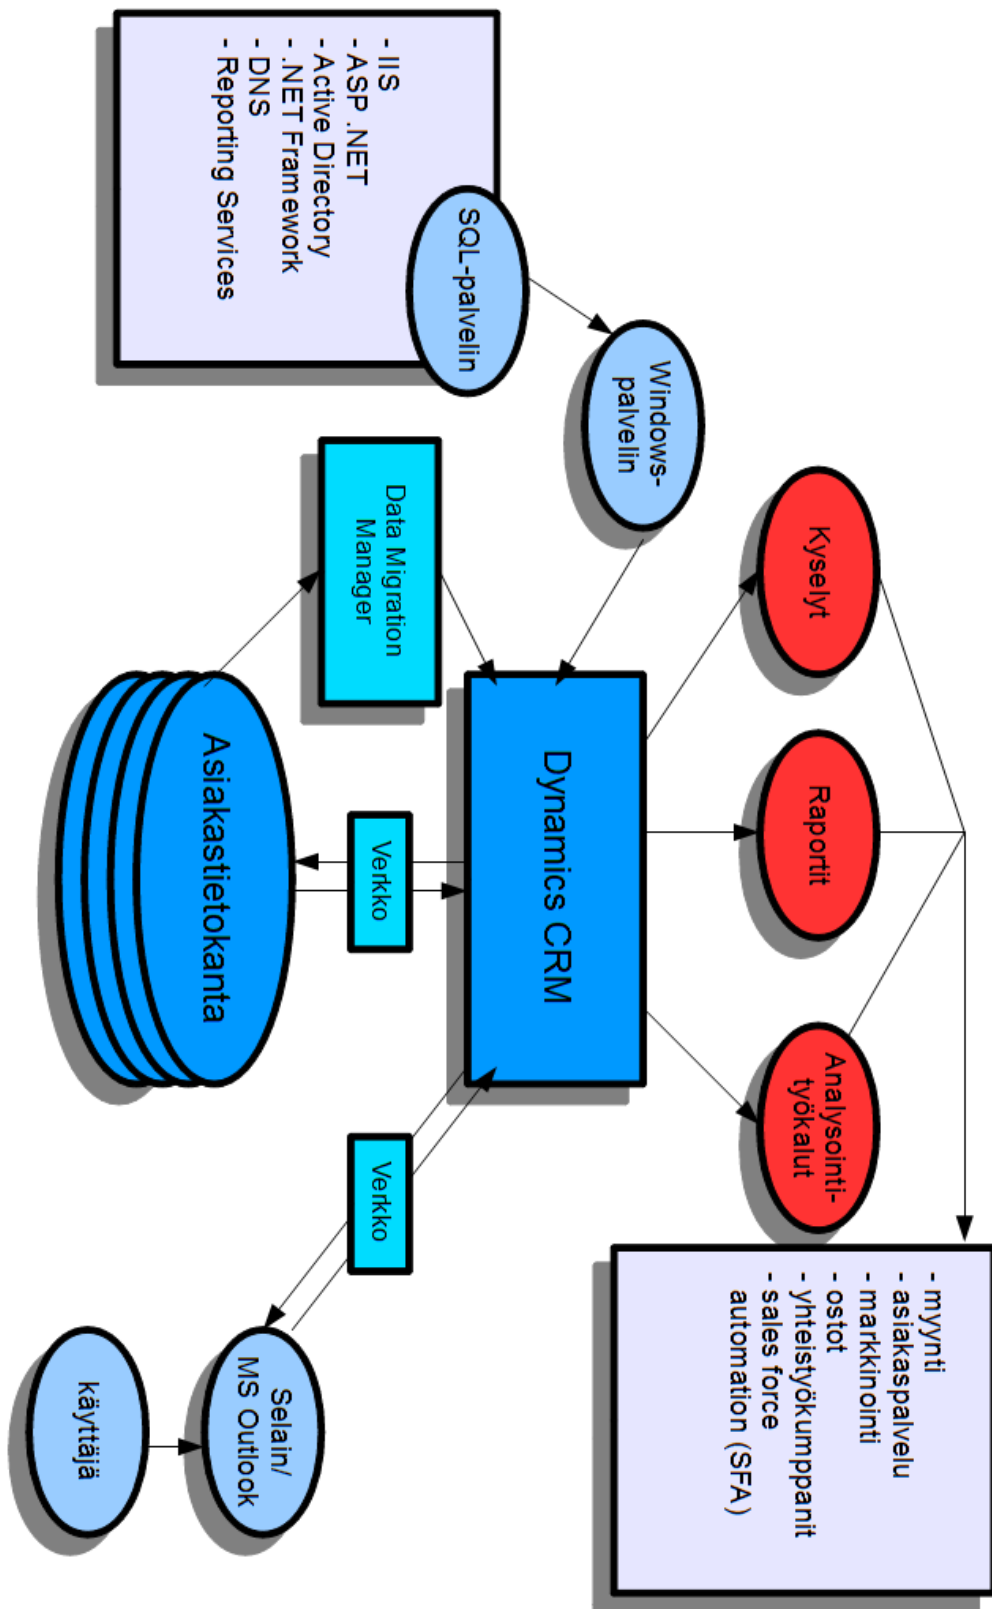 - IIS
- ASP .NET
- Active Directory
- .NET Framework
- DNS
- Reporting Services
SQL-palvelin
Windows-
palvelin
Kyselyt
Raportit
Analysointi-
työkalut
- myynti
- asiakaspalvelu
- markkinointi
- ostot
- yhteistyökumppanit
- sales force
automation (SFA)
Data Migration
Manager
Dynamics CRM
Verkko
Asiakastietokanta
Verkko
Selain/
MS Outlook
käyttäjä